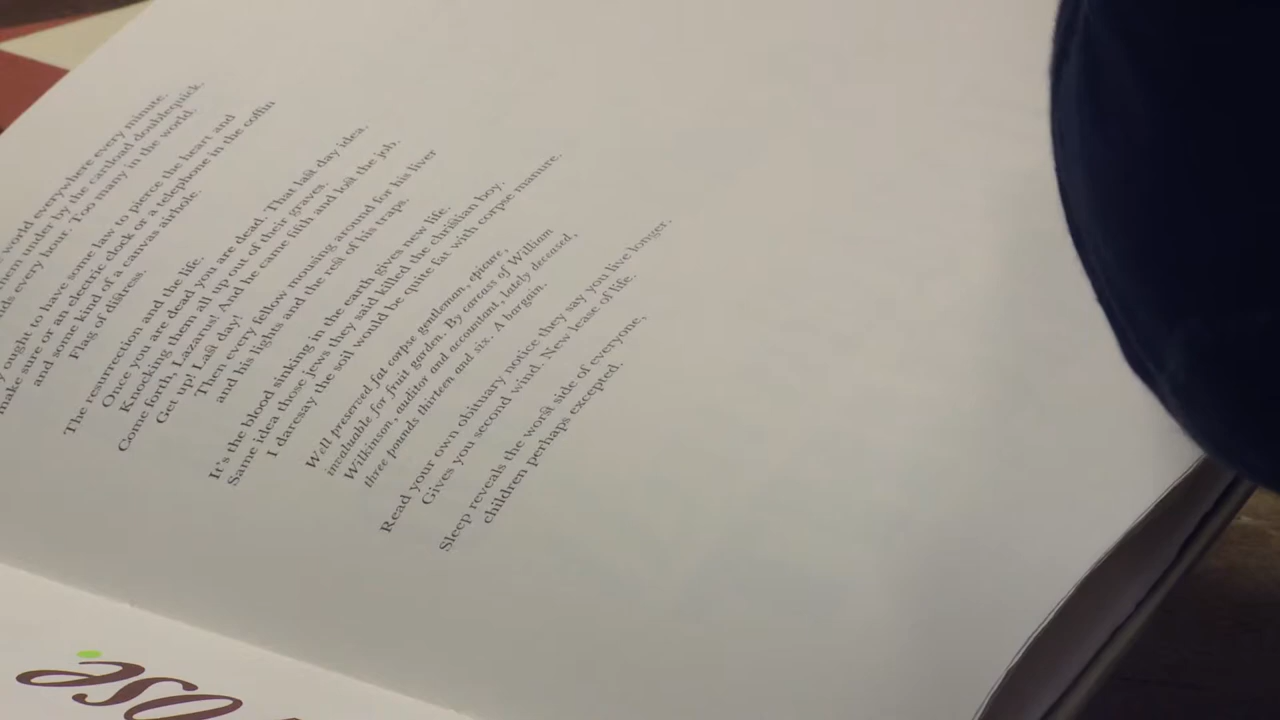 world everywhere every minute.
them under by the cartload doublequick.
every hour. Too many in the world.
ought to have some law to pierce the heart and
make sure or an electric clock or a telephone in the coffin
and some kind of a canvas airhole.
Flag of distress.
The resurrection and the life.
Once you are dead you are dead. That last day idea.
Knocking them all up out of their graves.
Come forth, Lazarus! And he came fifth and lost the job.
Get up! Last day!
Then every fellow mousing around for his liver
and his lights and the rest of his traps.
It's the blood sinking in the earth gives new life.
Same idea those jews they said killed the christian boy.
I daresay the soil would be quite fat with corpse manure.
Well preserved fat corpse gentleman, epicure,
invaluable for fruit garden. By carcass of William
Wilkinson, auditor and accountant, lately deceased,
three pounds thirteen and six. A bargain.
Read your own obituary notice they say you live longer.
Gives you second wind. New lease of life.
Sleep reveals the worst side of everyone,
children perhaps excepted.
ose